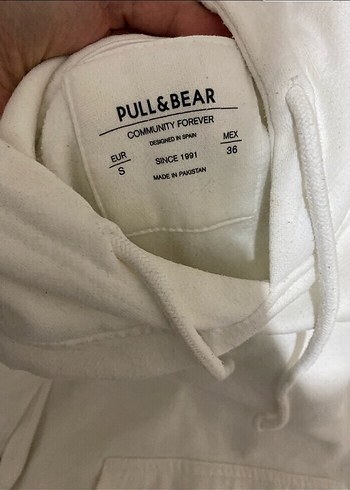 PULL&BEAR
COMMUNITY FOREVER
DESIGNED IN SPAIN
EUR MEX
S SINCE 1991 36
MADE IN PAKISTAN